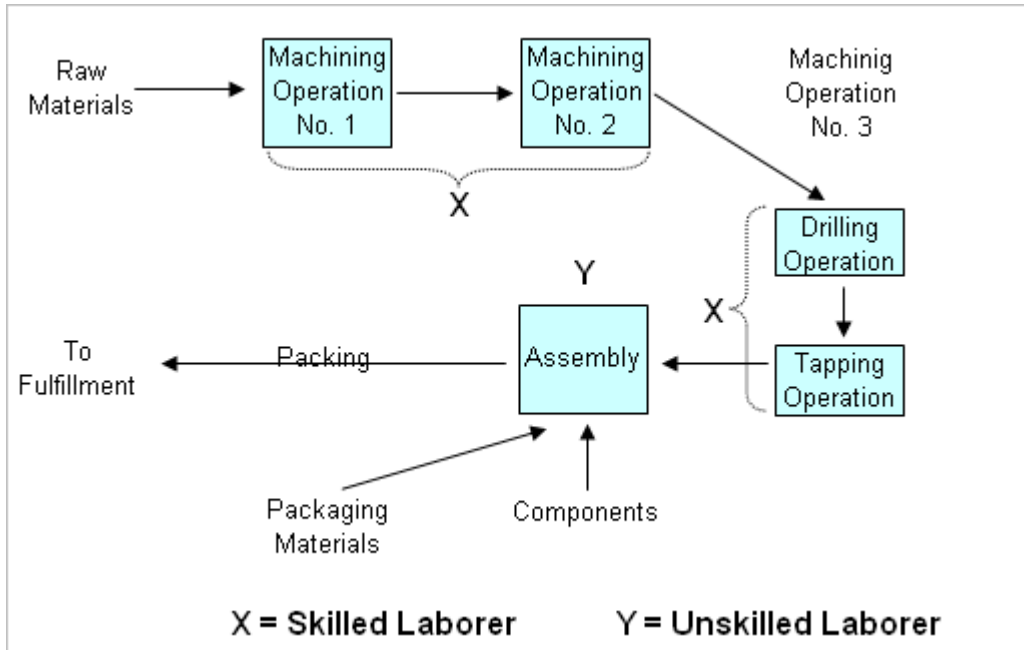 Raw
Materials
Machining
Operation
No. 1
Machining
Operation
No. 2
Machinig
Operation
No. 3
X
Drilling
Operation
X
Tapping
Operation
Y
Assembly
Packing
To
Fulfillment
Packaging
Materials
Components
X = Skilled Laborer
Y = Unskilled Laborer